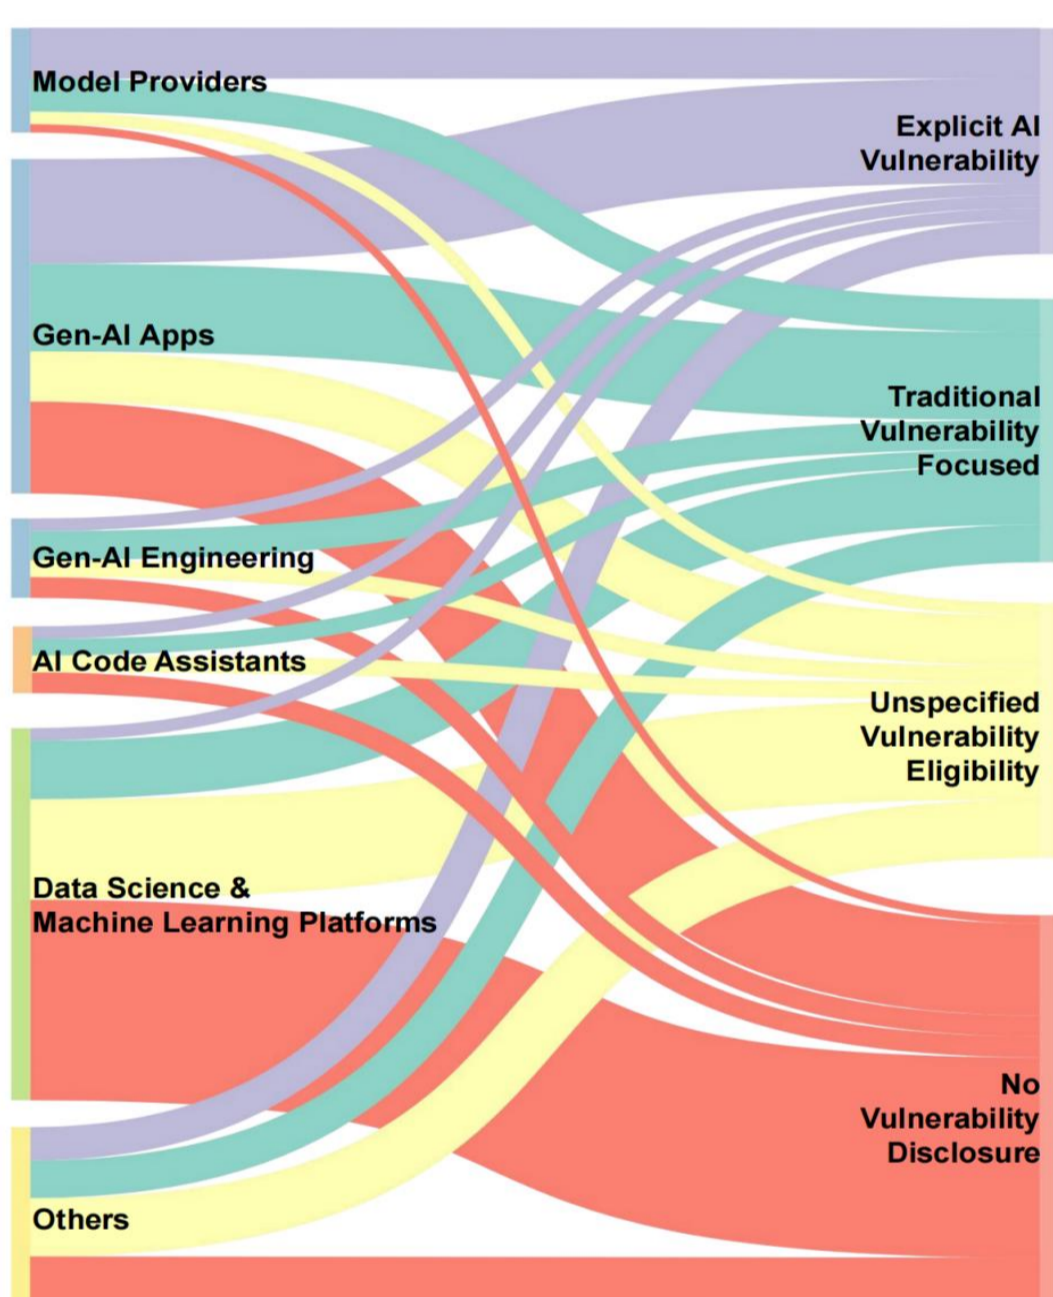 Model Providers
Explicit AI
Vulnerability
Gen-AI Apps
Traditional
Vulnerability
Focused
Gen-AI Engineering
AI Code Assistants
Unspecified
Vulnerability
Eligibility
Data Science &
Machine Learning Platforms
No
Vulnerability
Disclosure
Others